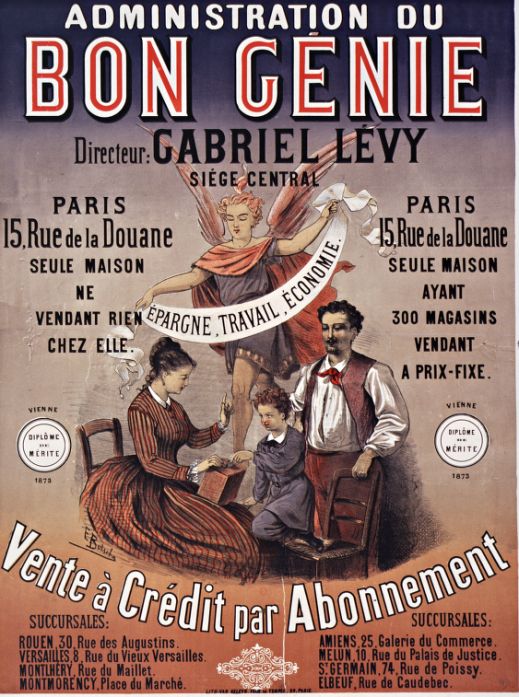 ADMINISTRATION DU
BON GÉNIE
Directeur: GABRIEL LÉVY
SIÉGE CENTRAL
PARIS
15, Rue de la Douane
SEULE MAISON
NE
VENDANT RIEN
CHEZ ELLE.
PARIS
15, Rue de la Douane
SEULE MAISON
AYANT
300 MAGASINS
VENDANT
A PRIX-FIXE.
ÉPARGNE, TRAVAIL, ÉCONOMIE.
VIENNE
DIPLÔME
DE
MÉRITE
1873
VIENNE
DIPLÔME
DE
MÉRITE
1873
Vente à Crédit par Abonnement
SUCCURSALES:
ROUEN, 30, Rue des Augustins.
VERSAILLES, 8, Rue du Vieux Versailles.
MONTLHÉRY, Rue du Maillet.
MONTMORENCY, Place du Marché.
SUCCURSALES:
AMIENS, 25, Galerie du Commerce.
MELUN, 10, Rue du Palais de Justice.
St GERMAIN, 74, Rue de Poissy.
ELBEUF, Rue de Caudebec.